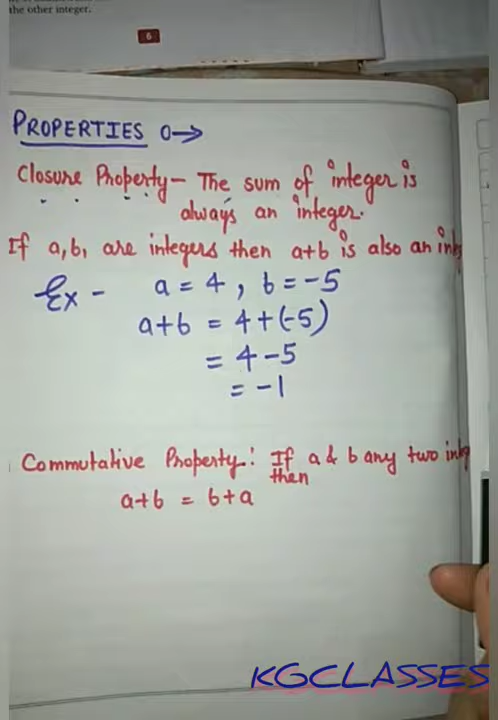 the other integer.
6
PROPERTIES
Closure Property - The sum of integer is
always an integer.
If a, b, are integers then a+b is also an
Ex - a = 4, b = -5
a+b = 4+(-5)
= 4-5
= -1
Commutative Property: If a & b any two
then
a+b = b+a
KGCLASSES